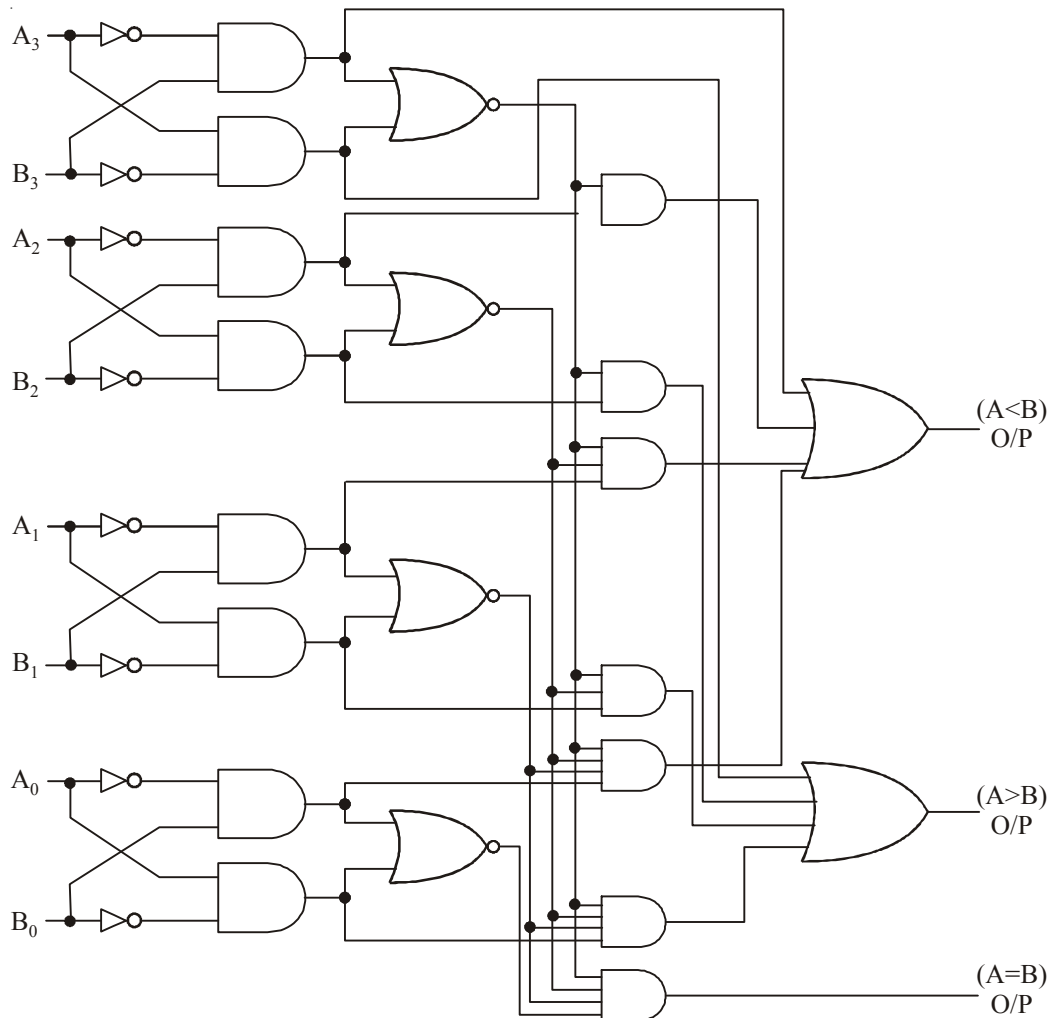 A₃
B₃
A₂
B₂
(A<B)
O/P
A₁
B₁
A₀
(A>B)
O/P
B₀
(A=B)
O/P